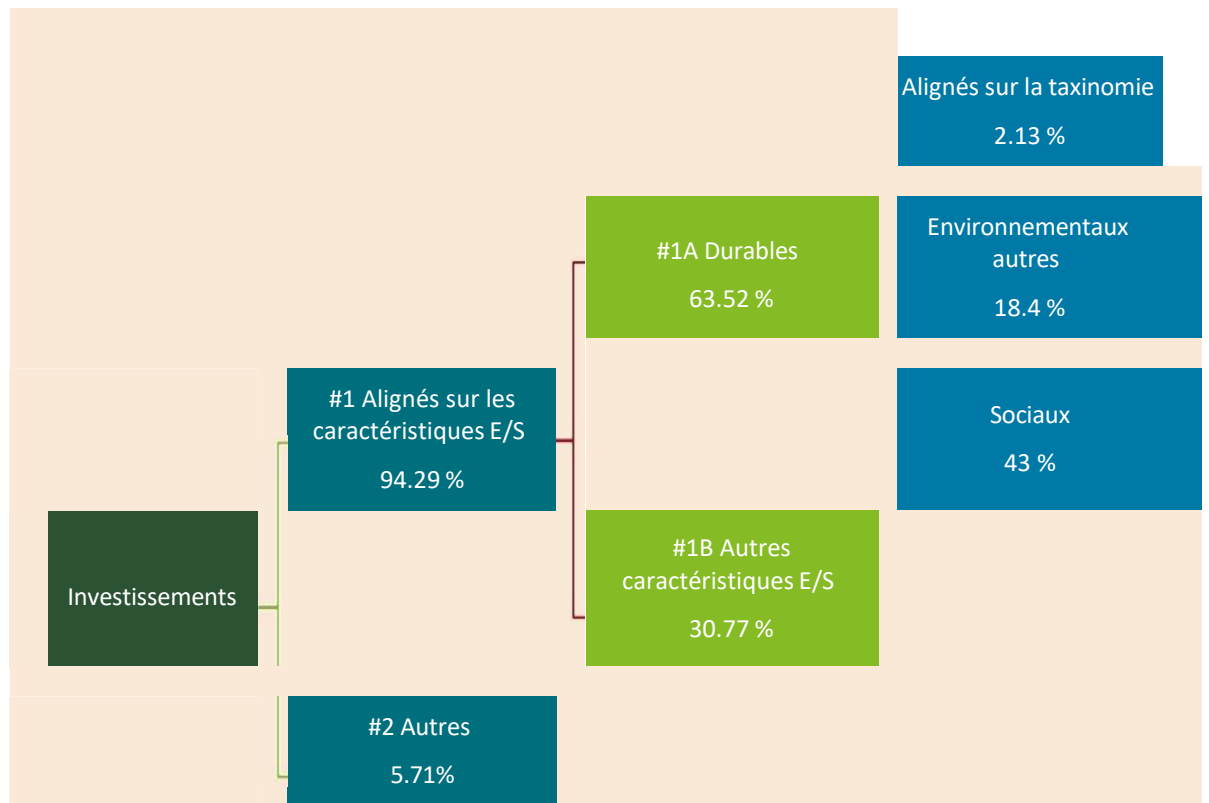 Alignés sur la taxinomie
2.13 %
#1A Durables
63.52 %
Environnementaux
autres
18.4 %
#1 Alignés sur les
caractéristiques E/S
94.29 %
Sociaux
43 %
Investissements
#1B Autres
caractéristiques E/S
30.77 %
#2 Autres
5.71%